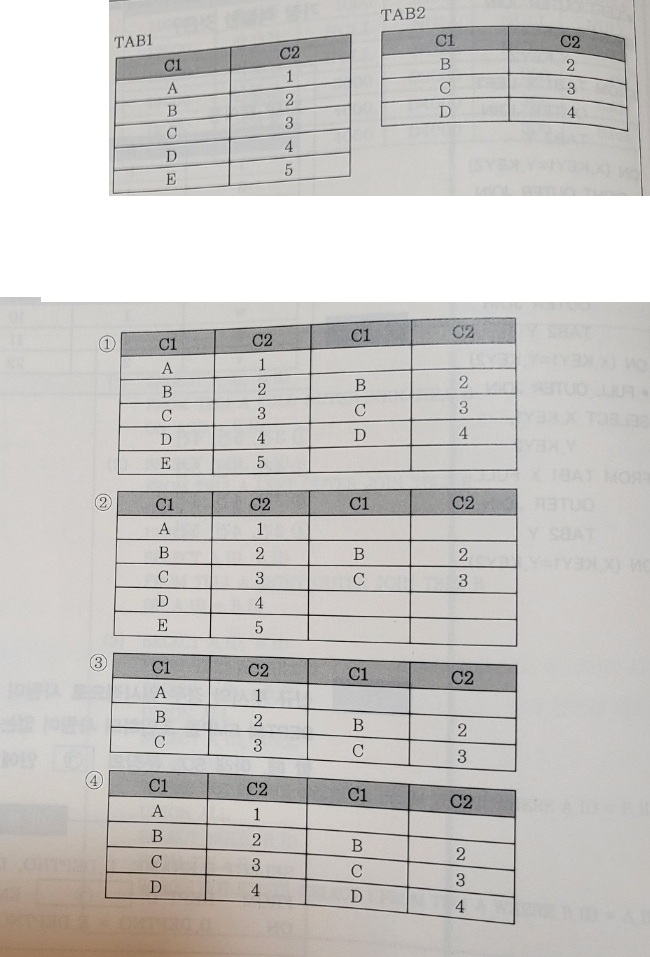 TAB1
C1 C2
A 1
B 2
C 3
D 4
E 5
TAB2
C1 C2
B 2
C 3
D 4
① C1 C2 C1 C2
A 1
B 2 B 2
C 3 C 3
D 4 D 4
E 5
② C1 C2 C1 C2
A 1
B 2 B 2
C 3 C 3
D 4
E 5
③ C1 C2 C1 C2
A 1
B 2 B 2
C 3 C 3
④ C1 C2 C1 C2
A 1
B 2 B 2
C 3 C 3
D 4 D 4